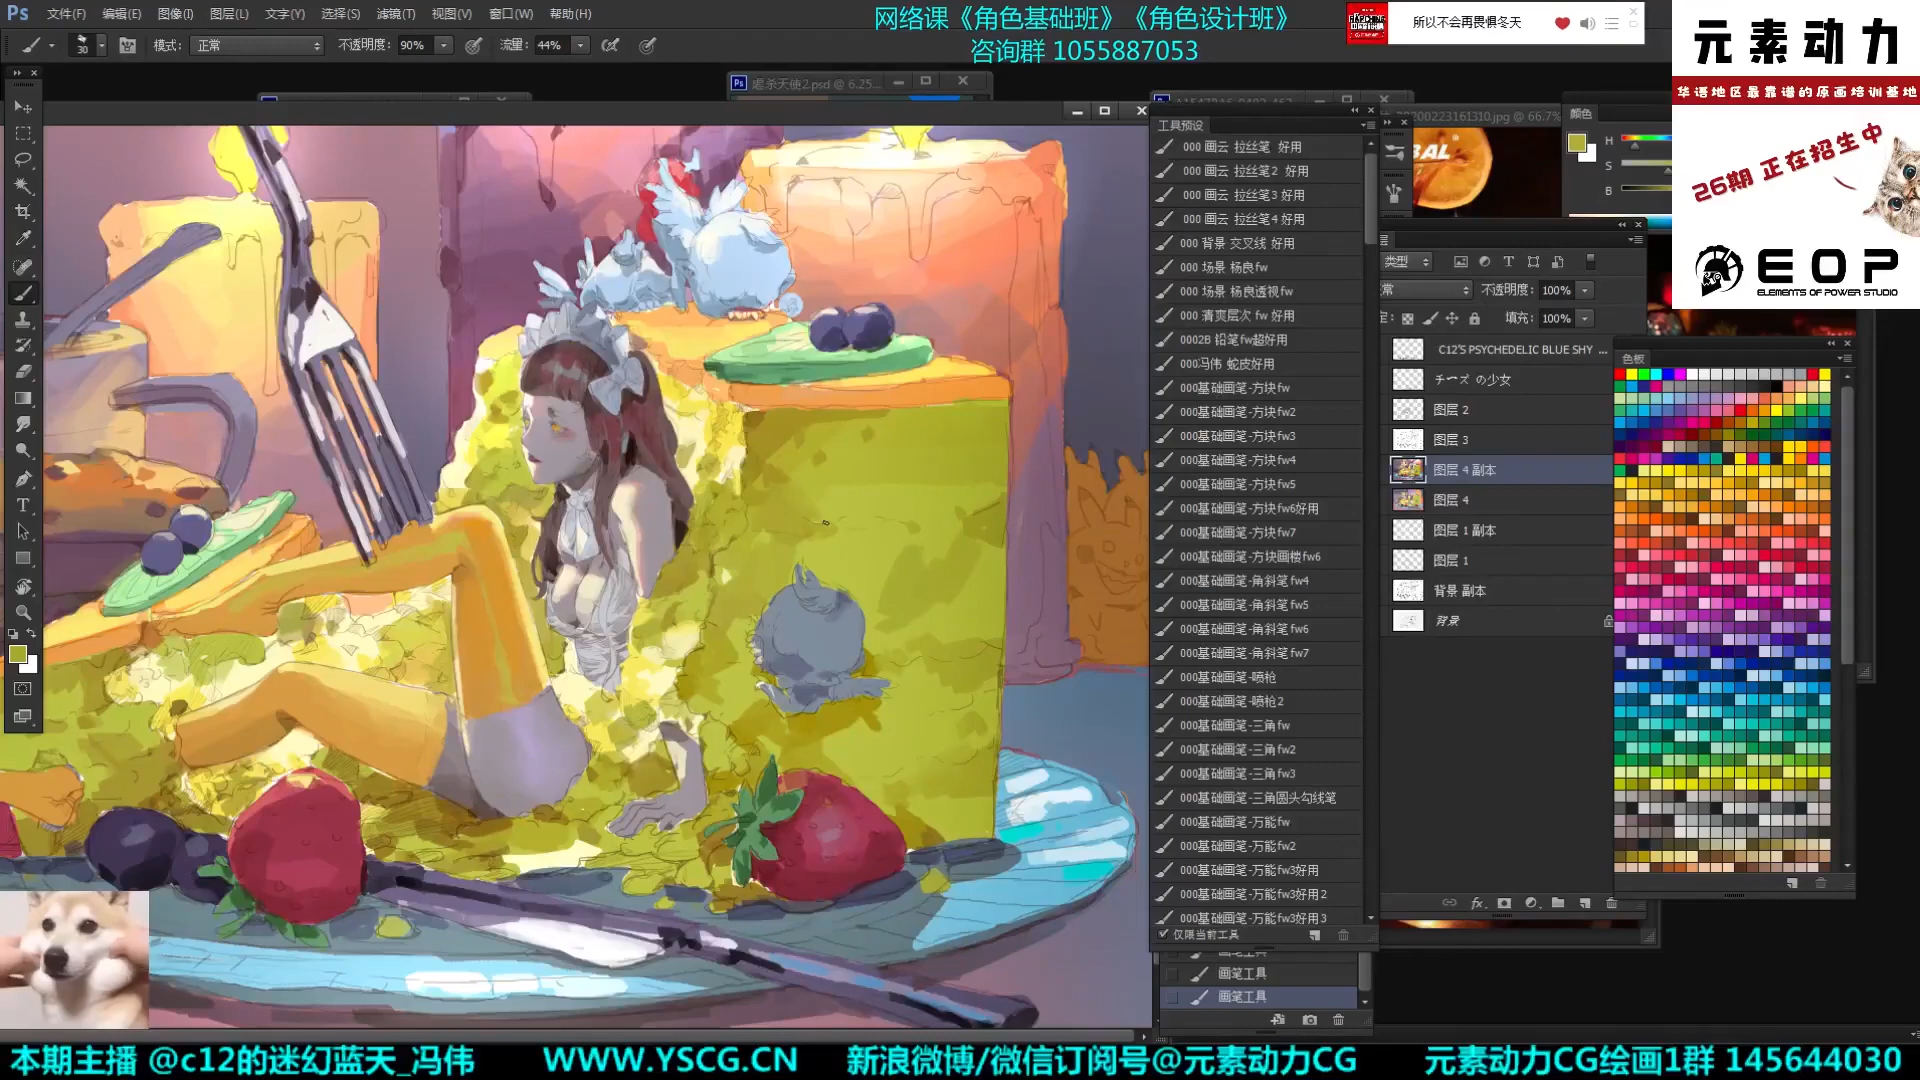 Ps 文件(F) 编辑(E) 图像(I) 图层(L) 文字(Y) 选择(S) 滤镜(T) 视图(V) 窗口(W) 帮助(H)
网络课《角色基础班》《角色设计班》
咨询群 1055887053
30 模式: 正常 不透明度: 90% 流量: 44%
所以不会再畏惧冬天
元素动力
华语地区最靠谱的原画培训基地
26期 正在招生中
EOP
ELEMENTS OF POWER STUDIO
虐杀天使2.psd @ 6.25...
20200223161310.jpg @ 66.7%
工具预设
000 画云 拉丝笔 好用
000 画云 拉丝笔2 好用
000 画云 拉丝笔3 好用
000 画云 拉丝笔4 好用
000 背景 交叉线 好用
000 场景 杨良fw
000 场景 杨良透视fw
000 清爽层次 fw 好用
0002B 铅笔fw超好用
000冯伟 蛇皮好用
000基础画笔-方块fw
000基础画笔-方块fw2
000基础画笔-方块fw3
000基础画笔-方块fw4
000基础画笔-方块fw5
000基础画笔-方块fw6好用
000基础画笔-方块fw7
000基础画笔-方块画楼fw6
000基础画笔-角斜笔fw4
000基础画笔-角斜笔fw5
000基础画笔-角斜笔fw6
000基础画笔-角斜笔fw7
000基础画笔-喷枪
000基础画笔-喷枪2
000基础画笔-三角fw
000基础画笔-三角fw2
000基础画笔-三角fw3
000基础画笔-三角圆头勾线笔
000基础画笔-万能fw
000基础画笔-万能fw2
000基础画笔-万能fw3好用
000基础画笔-万能fw3好用2
000基础画笔-万能fw3好用3
仅限当前工具
画笔工具
画笔工具
颜色
H
S
B
类型
常 不透明度: 100%
填充: 100%
C12'S PSYCHEDELIC BLUE SHY ...
チーズ の少女
图层 2
图层 3
图层 4 副本
图层 4
图层 1 副本
图层 1
背景 副本
背景
fx
色板
本期主播 @c12的迷幻蓝天_冯伟 WWW.YSCG.CN 新浪微博/微信订阅号@元素动力CG 元素动力CG绘画1群 145644030